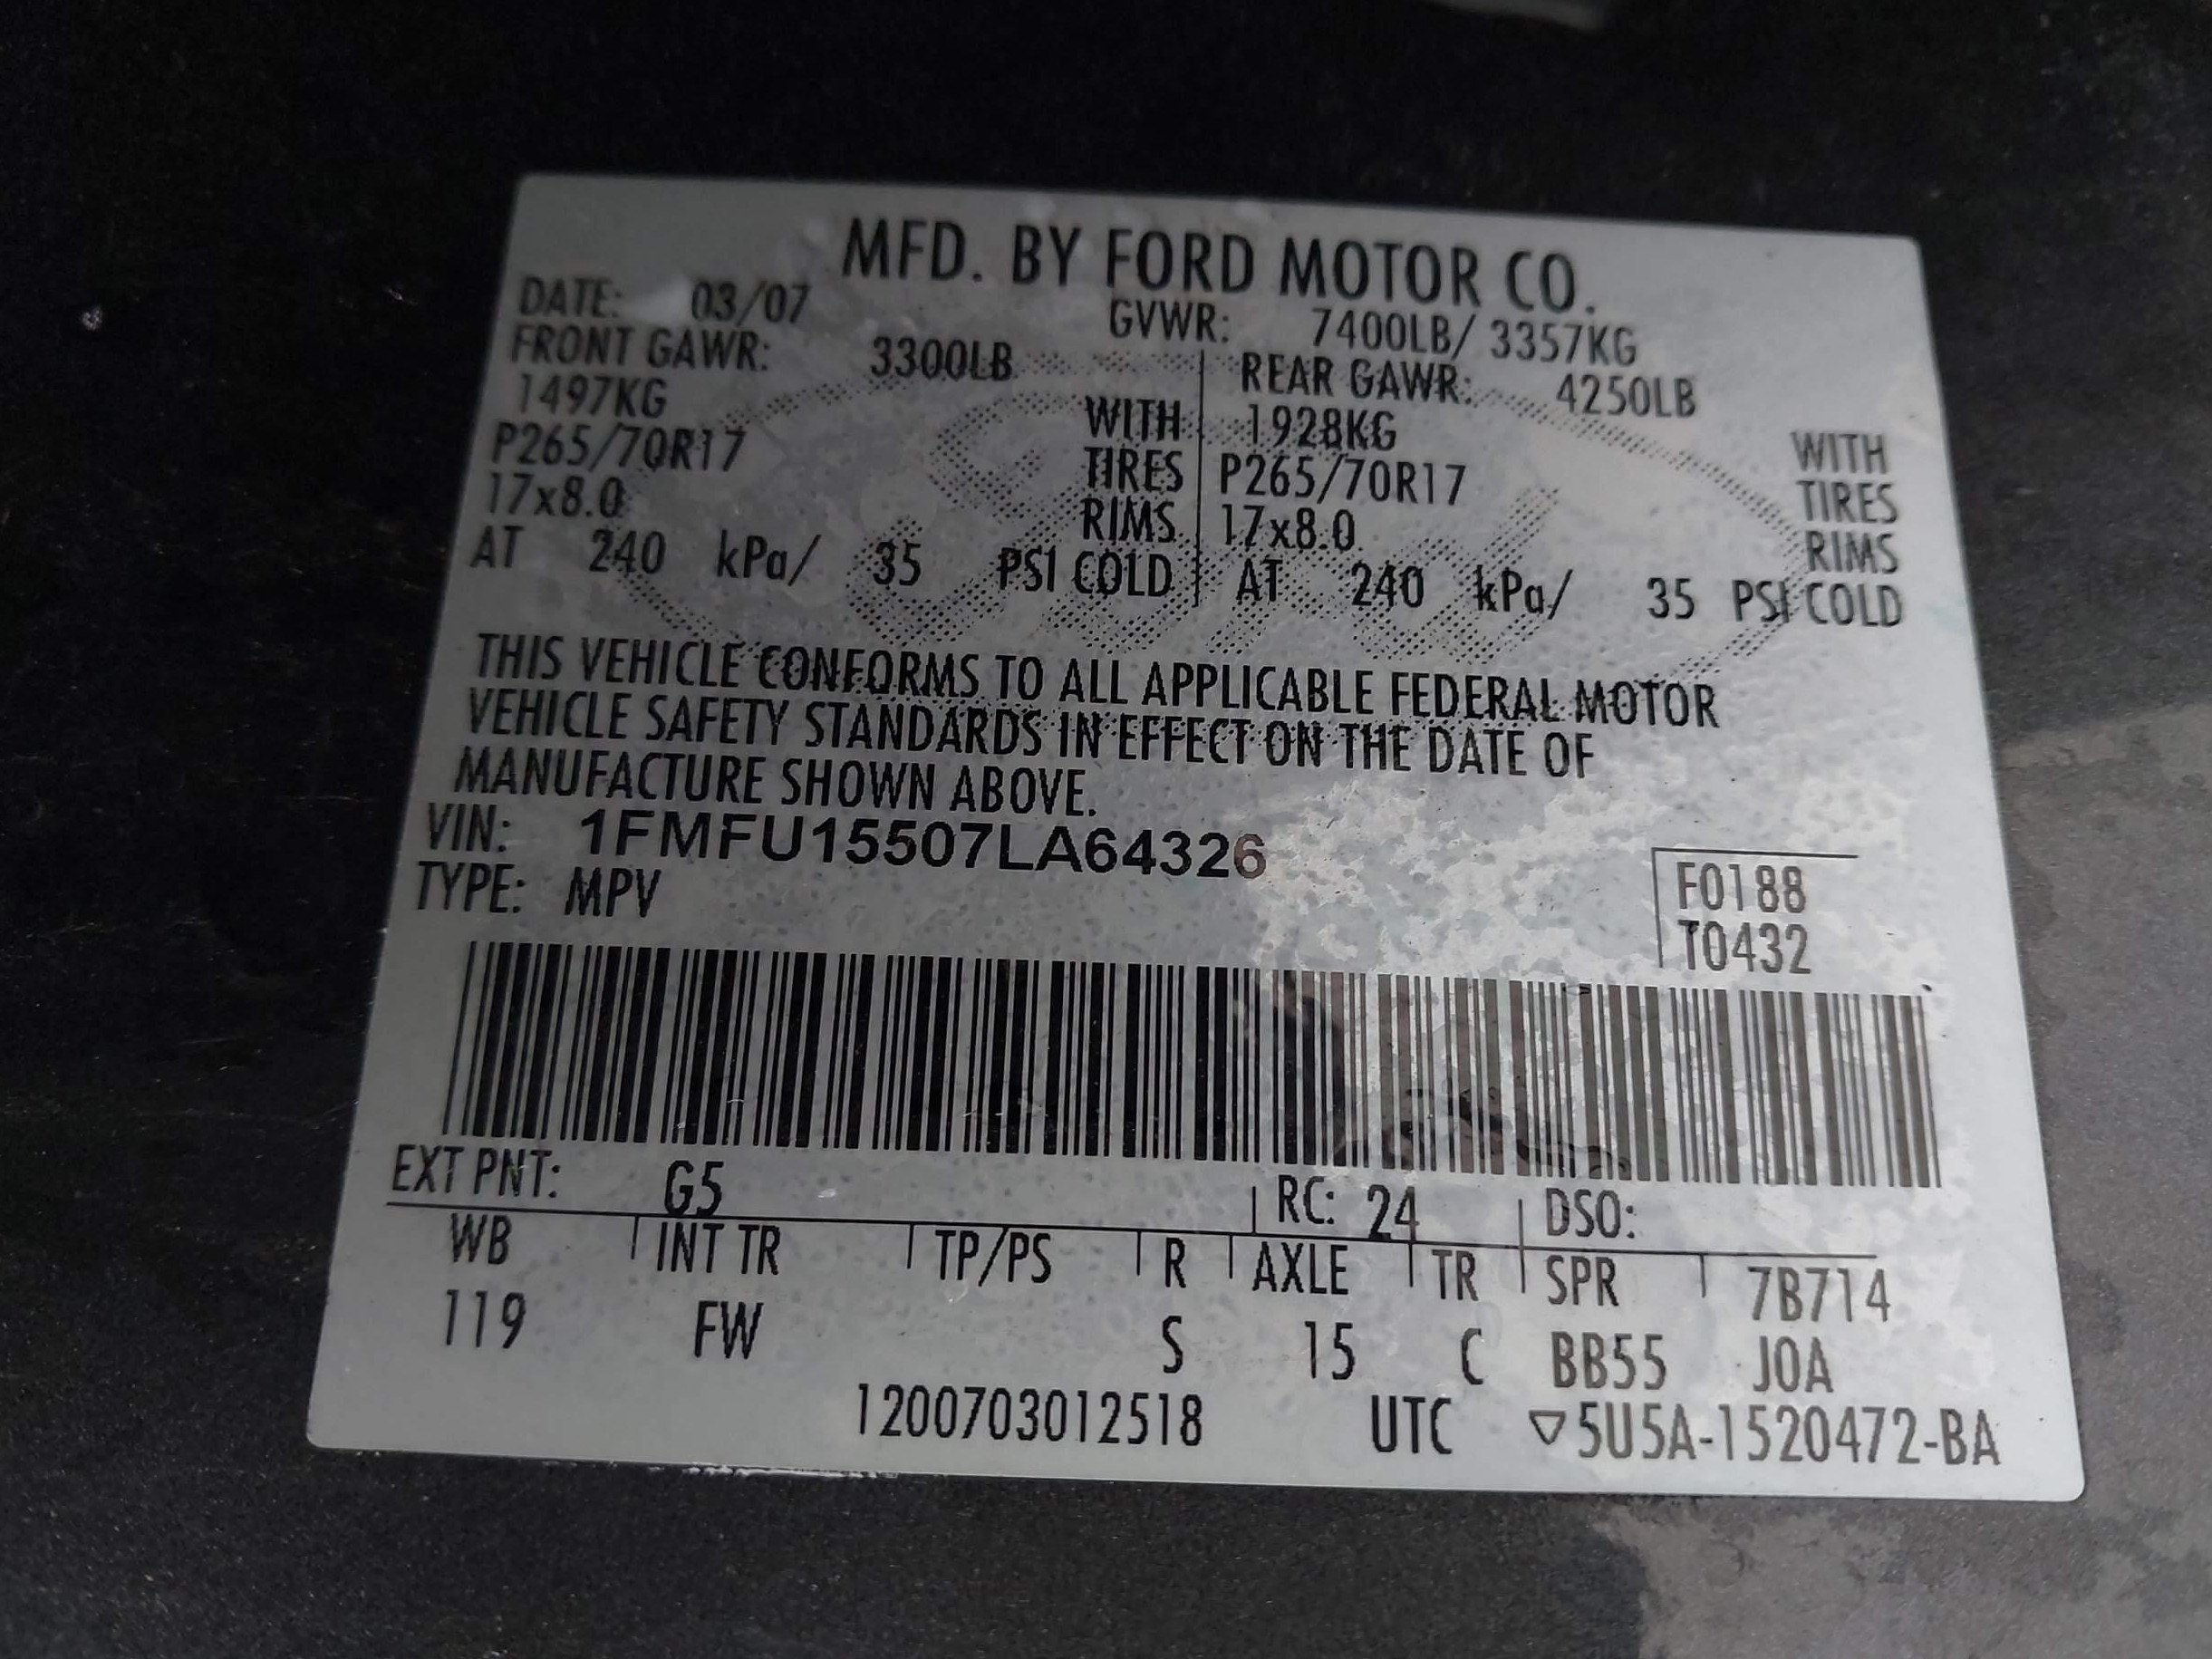 MFD. BY FORD MOTOR CO.
DATE: 03/07 GVWR: 7400LB/ 3357KG
FRONT GAWR: 3300LB REAR GAWR: 4250LB
1497KG WITH 1928KG WITH
P265/70R17 TIRES P265/70R17 TIRES
17x8.0 RIMS 17x8.0 RIMS
AT 240 kPa/ 35 PSI COLD AT 240 kPa/ 35 PSI COLD
THIS VEHICLE CONFORMS TO ALL APPLICABLE FEDERAL MOTOR
VEHICLE SAFETY STANDARDS IN EFFECT ON THE DATE OF
MANUFACTURE SHOWN ABOVE.
VIN: 1FMFU15507LA64326
TYPE: MPV
F0188
T0432
EXT PNT: G5 RC: 24 DSO:
WB INT TR TP/PS R AXLE TR SPR 7B714
119 FW S 15 C BB55 J0A
1200703012518 UTC ▽5U5A-1520472-BA